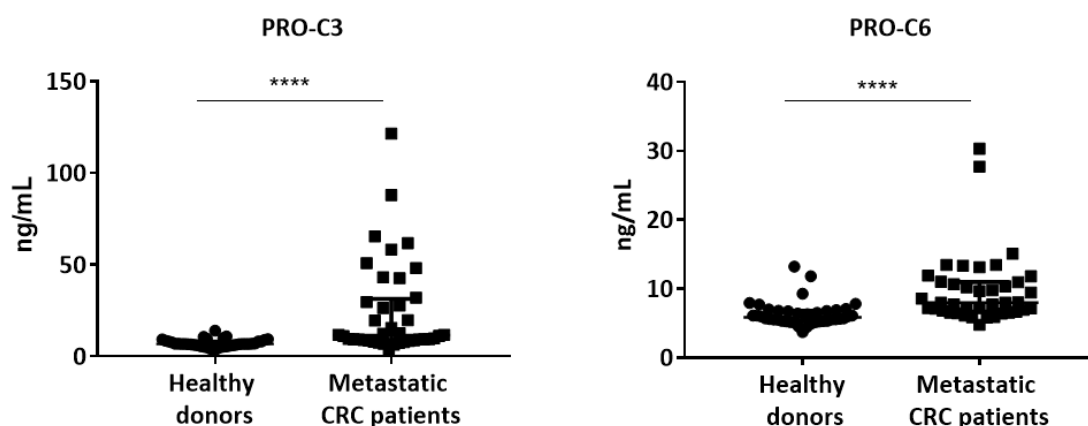 PRO-C3
ng/mL
150
100
50
0
****
Healthy
donors
Metastatic
CRC patients
PRO-C6
ng/mL
40
30
20
10
0
****
Healthy
donors
Metastatic
CRC patients